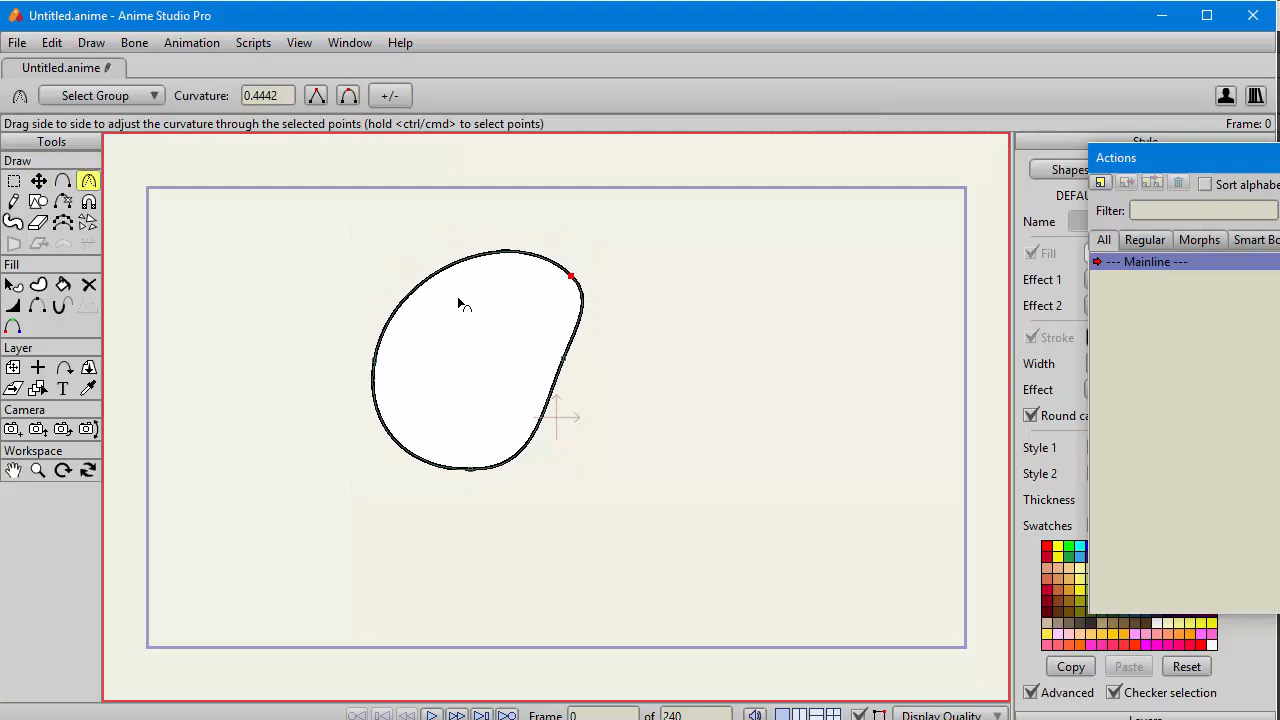 Untitled.anime - Anime Studio Pro
File Edit Draw Bone Animation Scripts View Window Help
Untitled.anime
Select Group Curvature: 0.4442 +/-
Drag side to side to adjust the curvature through the selected points (hold <ctrl/cmd> to select points) Frame: 0
Tools
Draw
Fill
Layer
T
Camera
Workspace
Shapes
Name
Fill
Effect 1
Effect 2
Stroke
Width
Effect
Round ca
Style 1
Style 2
Thickness
Swatches
Copy Paste Reset
Advanced Checker selection
Actions
Sort alphabe
Filter:
All Regular Morphs Smart Bo
--- Mainline ---
Frame 0 of 240 Display Quality